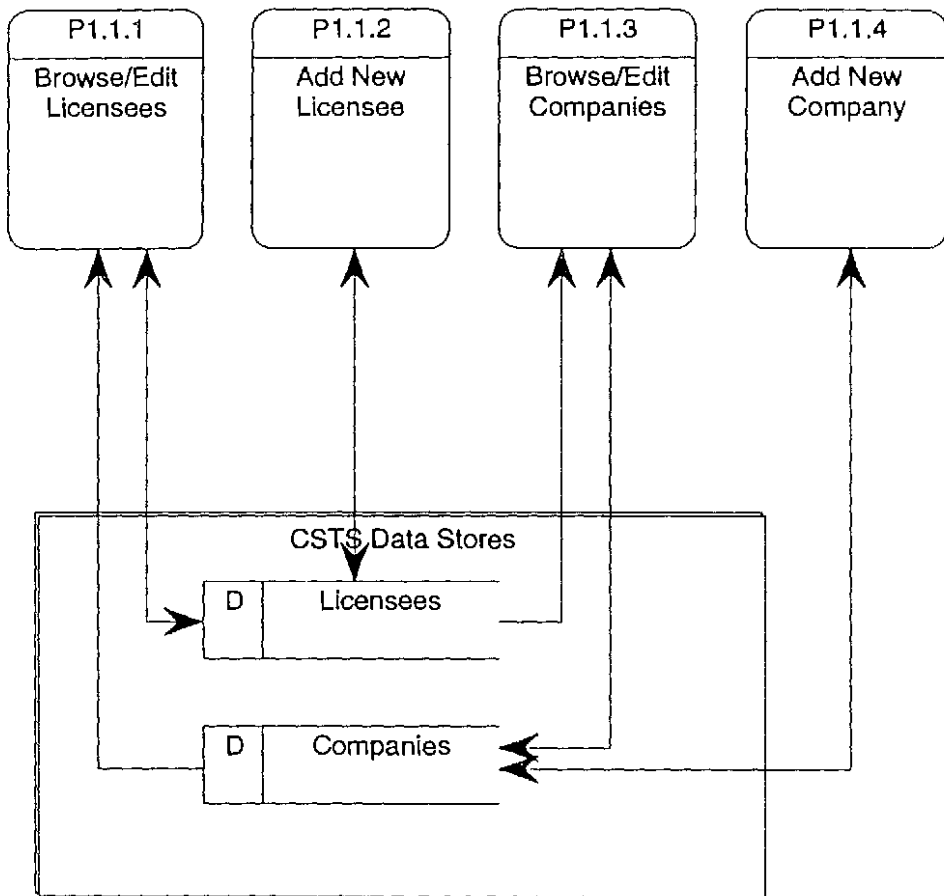 P1.1.1
Browse/Edit
Licensees
P1.1.2
Add New
Licensee
P1.1.3
Browse/Edit
Companies
P1.1.4
Add New
Company
CSTS Data Stores
D
Licensees
D
Companies